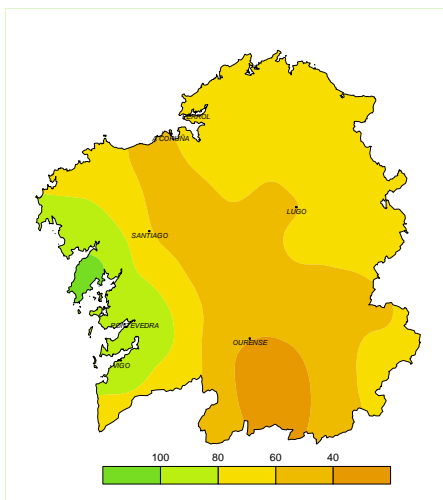 FERROL
A CORUÑA
LUGO
SANTIAGO
PONTEVEDRA
OURENSE
VIGO
100 80 60 40